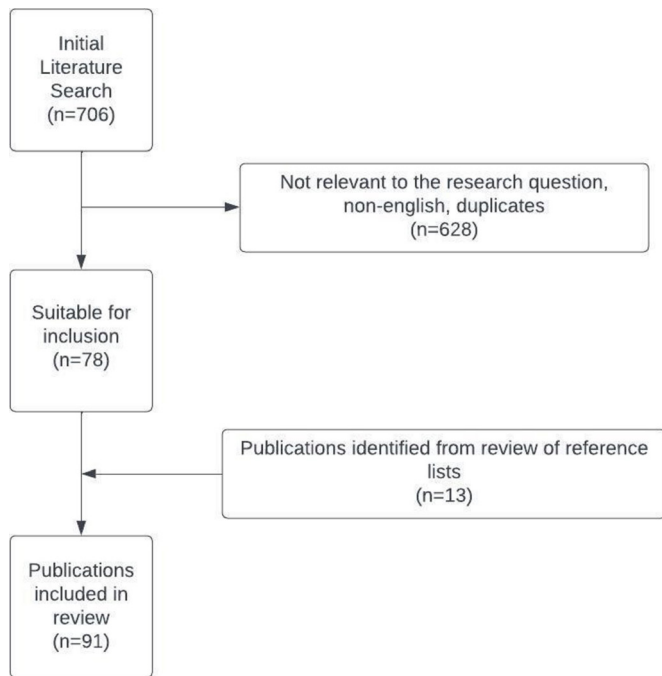 Initial
Literature
Search
(n=706)
Not relevant to the research question,
non-english, duplicates
(n=628)
Suitable for
inclusion
(n=78)
Publications identified from review of reference
lists
(n=13)
Publications
included in
review
(n=91)